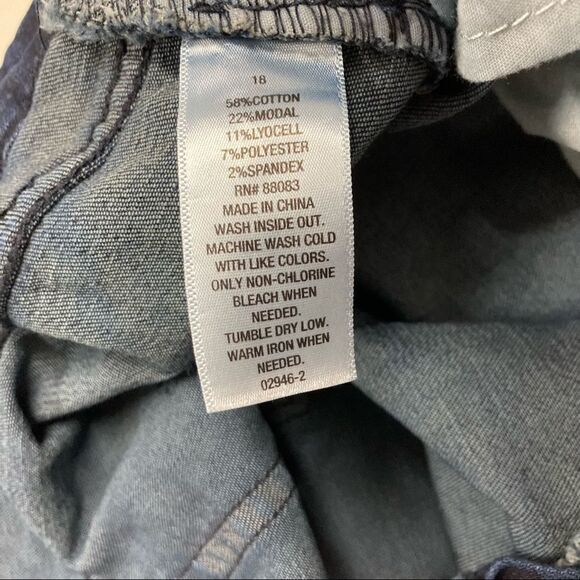 18
58%COTTON
22%MODAL
11%LYOCELL
7%POLYESTER
2%SPANDEX
RN# 88083
MADE IN CHINA
WASH INSIDE OUT.
MACHINE WASH COLD
WITH LIKE COLORS.
ONLY NON-CHLORINE
BLEACH WHEN
NEEDED.
TUMBLE DRY LOW.
WARM IRON WHEN
NEEDED.
02946-2